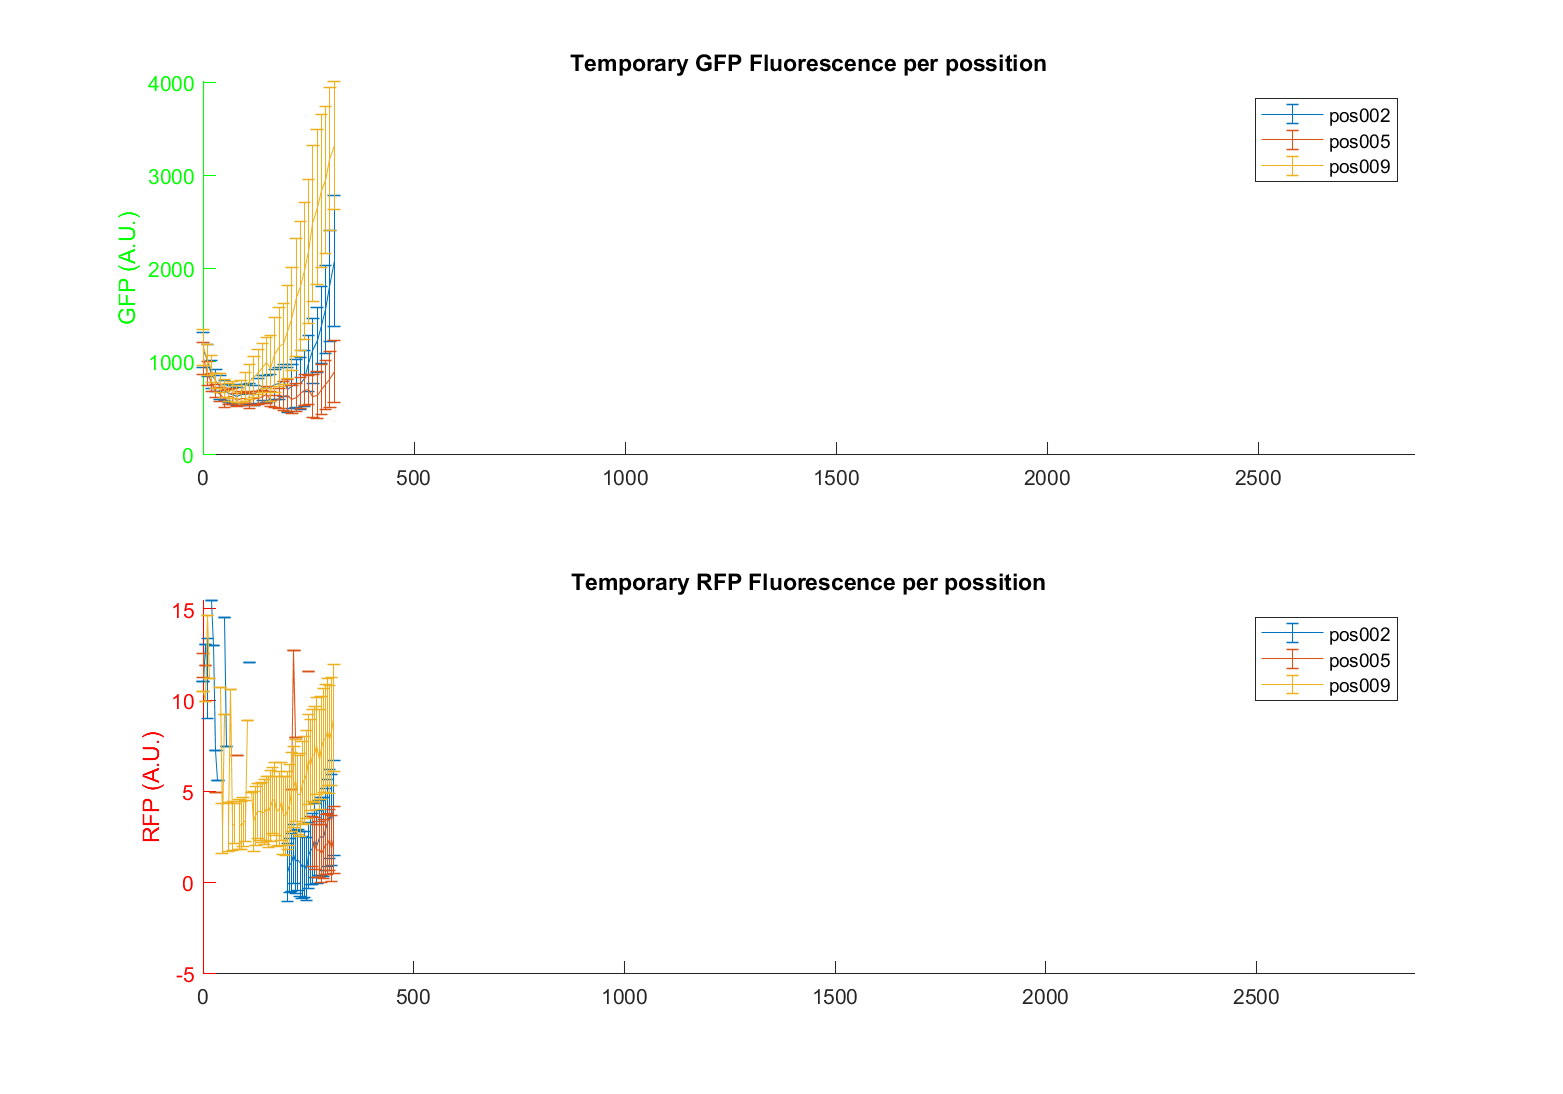 Temporary GFP Fluorescence per possition
GFP (A.U.)
4000
3000
2000
1000
0
0 500 1000 1500 2000 2500
pos002
pos005
pos009
Temporary RFP Fluorescence per possition
RFP (A.U.)
15
10
5
0
-5
0 500 1000 1500 2000 2500
pos002
pos005
pos009